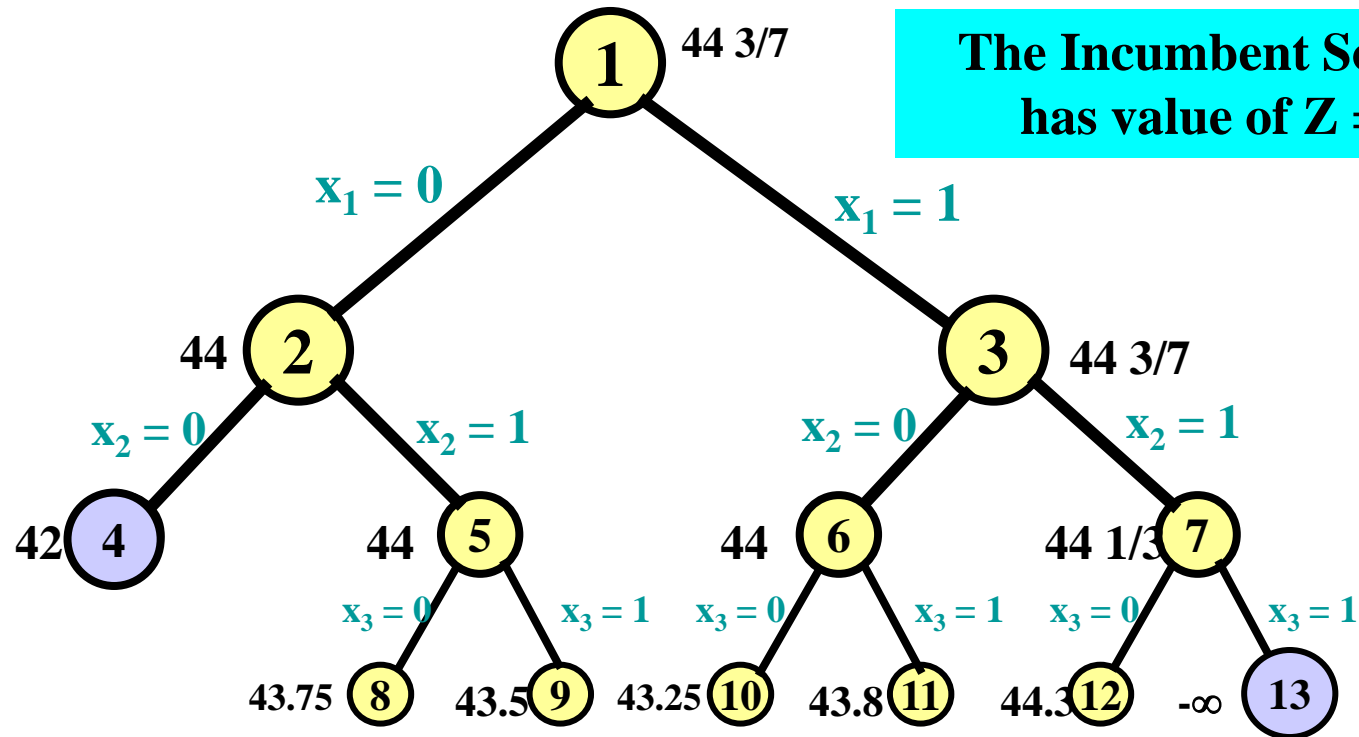 1
44 3/7
The Incumbent
has value of Z =
x1 = 0
x1 = 1
44
2
3
44 3/7
x2 = 0
x2 = 1
x2 = 0
x2 = 1
42
4
44
5
44
6
44 1/3
7
x3 = 0
x3 = 1
x3 = 0
x3 = 1
x3 = 0
x3 = 1
43.75
8
43.5
9
43.25
10
43.8
11
44.3
12
-∞
13